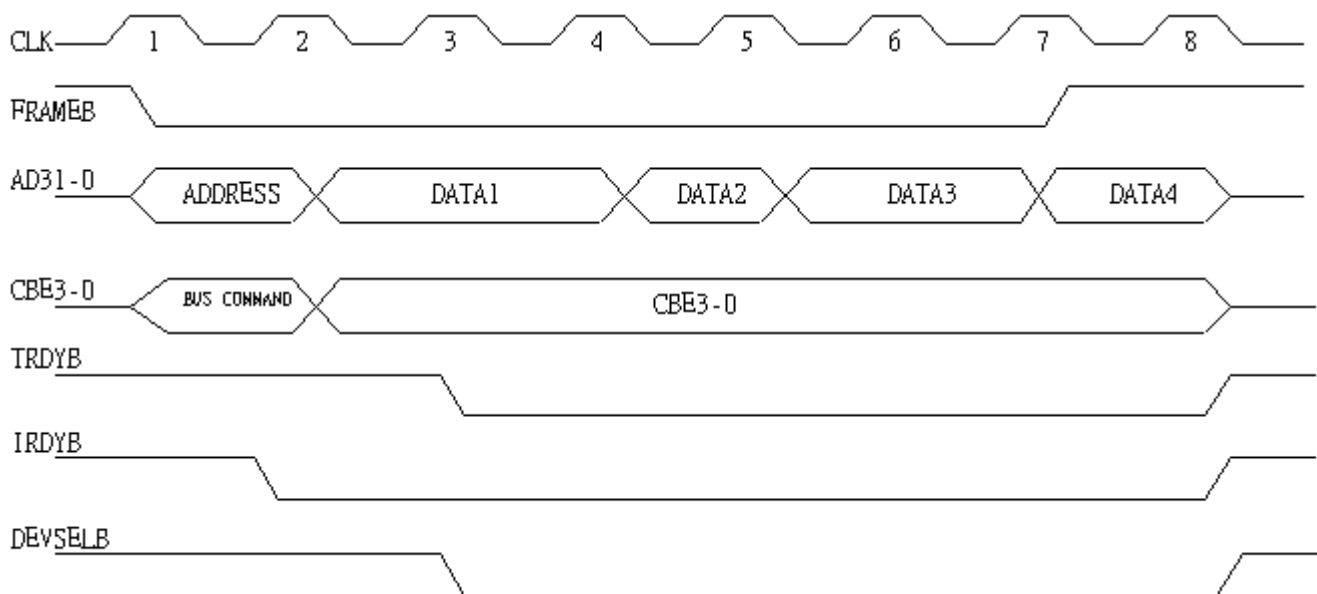 CLK 1 2 3 4 5 6 7 8
FRAMEB
AD31-0 ADDRESS DATA1 DATA2 DATA3 DATA4
CBE3-0 BUS COMMAND CBE3-0
TRDYB
IRDYB
DEVSELB